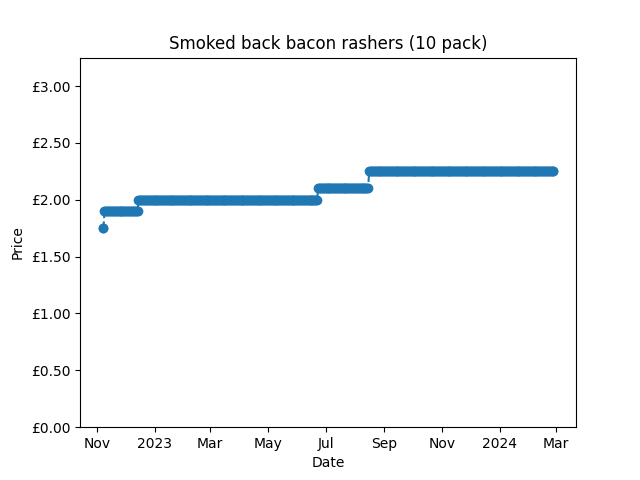 Smoked back bacon rashers (10 pack)
£3.00
£2.50
£2.00
£1.50
£1.00
£0.50
£0.00
Price
Nov 2023 Mar May Jul Sep Nov 2024 Mar
Date